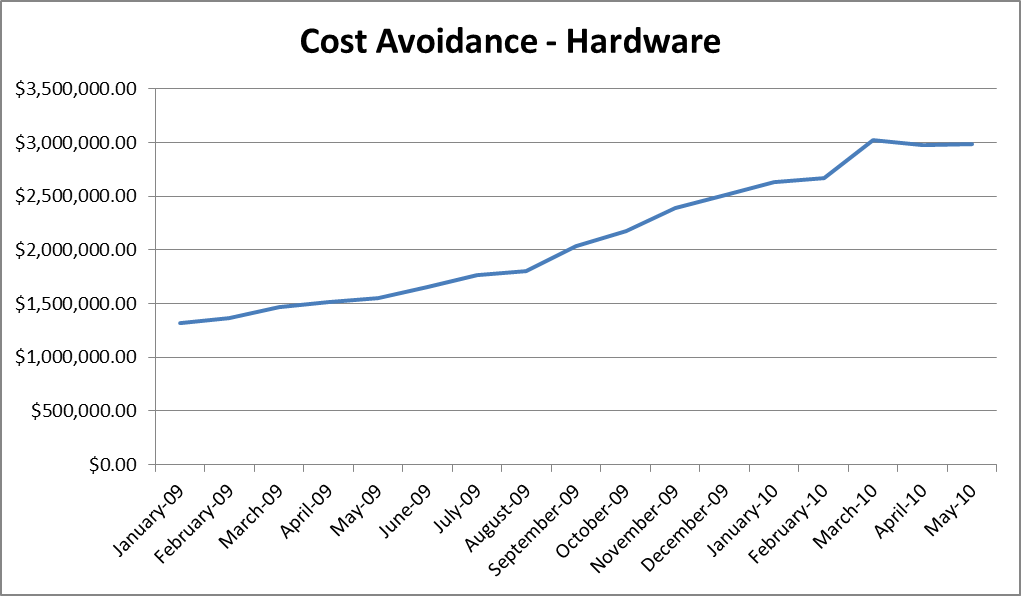 Cost Avoidance - Hardware
$3,500,000.00
$3,000,000.00
$2,500,000.00
$2,000,000.00
$1,500,000.00
$1,000,000.00
$500,000.00
$0.00
January-09
February-09
March-09
April-09
May-09
June-09
July-09
August-09
September-09
October-09
November-09
December-09
January-10
February-10
March-10
April-10
May-10